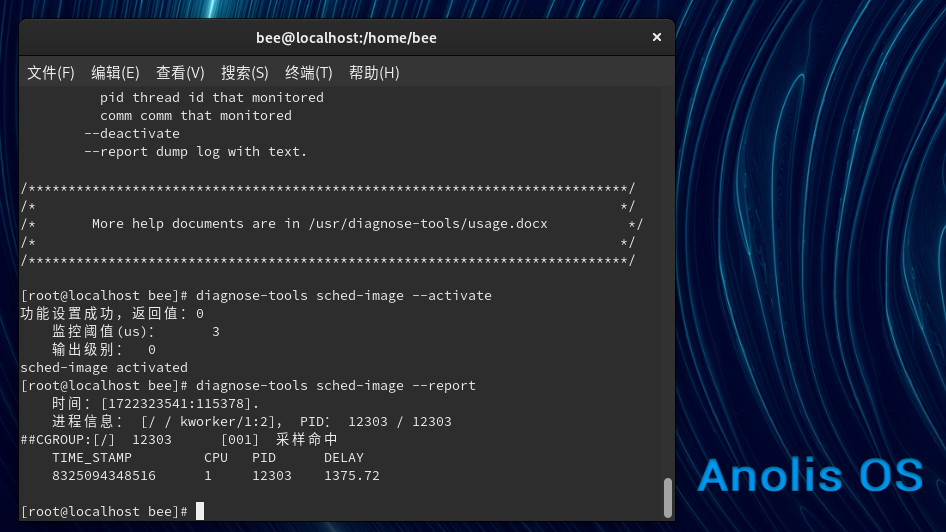 bee@localhost:/home/bee
×
文件(F) 编辑(E) 查看(V) 搜索(S) 终端(T) 帮助(H)
pid thread id that monitored
comm comm that monitored
--deactivate
--report dump log with text.
/***************************************************************************/
/* */
/* More help documents are in /usr/diagnose-tools/usage.docx */
/* */
/***************************************************************************/
[root@localhost bee]# diagnose-tools sched-image --activate
功能设置成功，返回值：0
监控阈值(us)： 3
输出级别： 0
sched-image activated
[root@localhost bee]# diagnose-tools sched-image --report
时间：[1722323541:115378].
进程信息： [/ / kworker/1:2]， PID： 12303 / 12303
##CGROUP:[/] 12303 [001] 采样命中
TIME_STAMP CPU PID DELAY
8325094348516 1 12303 1375.72
[root@localhost bee]#
Anolis OS